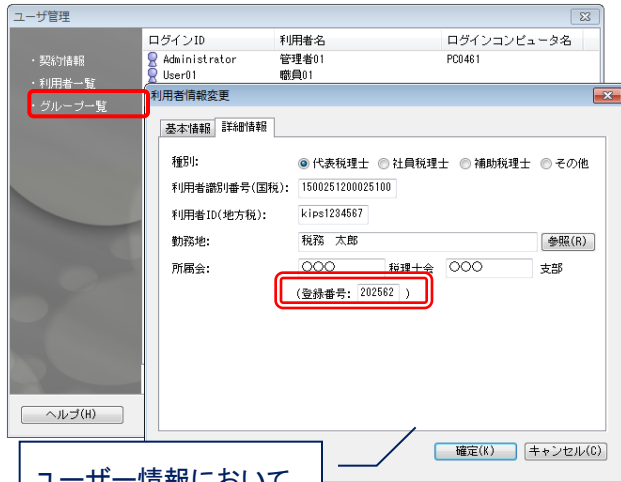 ユーザ管理
・契約情報
・利用者一覧
・グループ一覧
ログインID 利用者名 ログインコンピュータ名
Administrator 管理者01 PC0461
User01 職員01
利用者情報変更
基本情報 詳細情報
種別: 代表税理士 社員税理士 補助税理士 その他
利用者識別番号(国税): 1500251200025100
利用者ID(地方税): kips1234567
勤務地: 税務 太郎 参照(R)
所属会: 〇〇〇 税理士会 〇〇〇 支部
(登録番号: 202562 )
ヘルプ(H)
確定(K) キャンセル(C)
ユーザー情報において